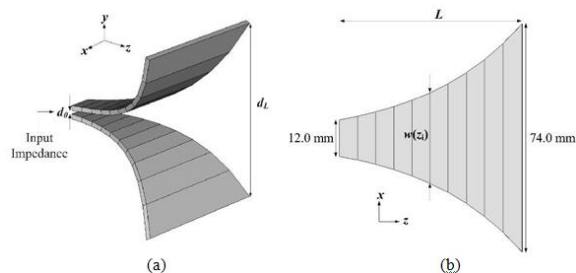 y
x
z
d0
Input
Impedance
dL
(a)
L
12.0 mm
w(zi)
74.0 mm
x
z
(b)